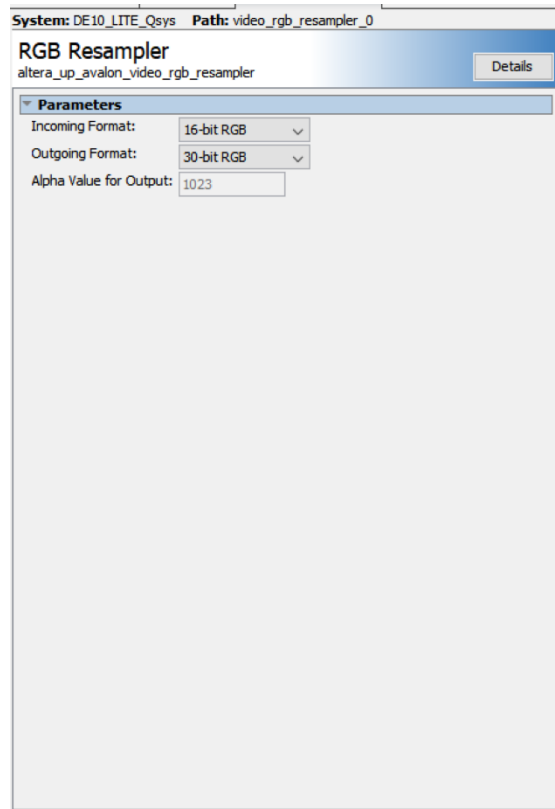 System: DE10_LITE_Qsys Path: video_rgb_resampler_0
RGB Resampler
altera_up_avalon_video_rgb_resampler
Details
Parameters
Incoming Format: 16-bit RGB
Outgoing Format: 30-bit RGB
Alpha Value for Output: 1023